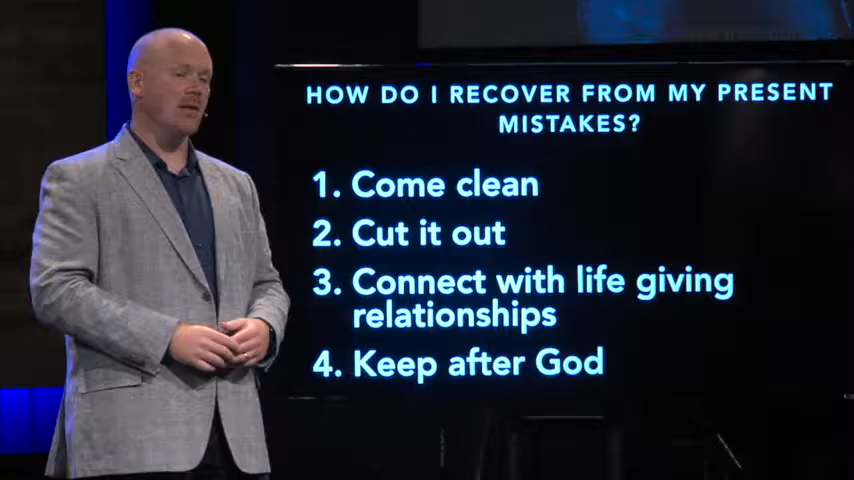 HOW DO I RECOVER FROM MY PRESENT
MISTAKES?
1. Come clean
2. Cut it out
3. Connect with life giving
relationships
4. Keep after God